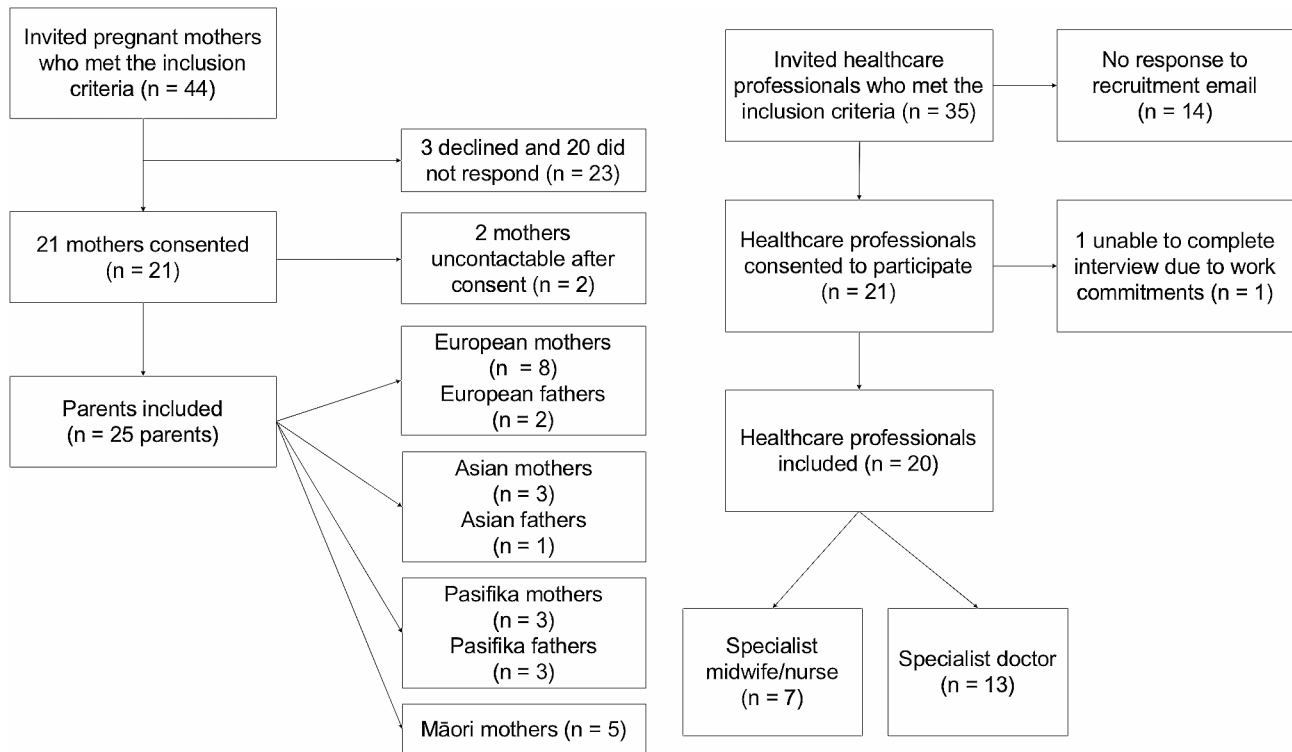 Invited pregnant mothers
who met the inclusion
criteria (n = 44)
3 declined and 20 did
not respond (n = 23)
21 mothers consented
(n = 21)
2 mothers
uncontactable after
consent (n = 2)
Parents included
(n = 25 parents)
European mothers
(n = 8)
European fathers
(n = 2)
Asian mothers
(n = 3)
Asian fathers
(n = 1)
Pasifika mothers
(n = 3)
Pasifika fathers
(n = 3)
Māori mothers (n = 5)
Invited healthcare
professionals who met the
inclusion criteria (n = 35)
No response to
recruitment email
(n = 14)
Healthcare professionals
consented to participate
(n = 21)
1 unable to complete
interview due to work
commitments (n = 1)
Healthcare professionals
included (n = 20)
Specialist
midwife/nurse
(n = 7)
Specialist doctor
(n = 13)